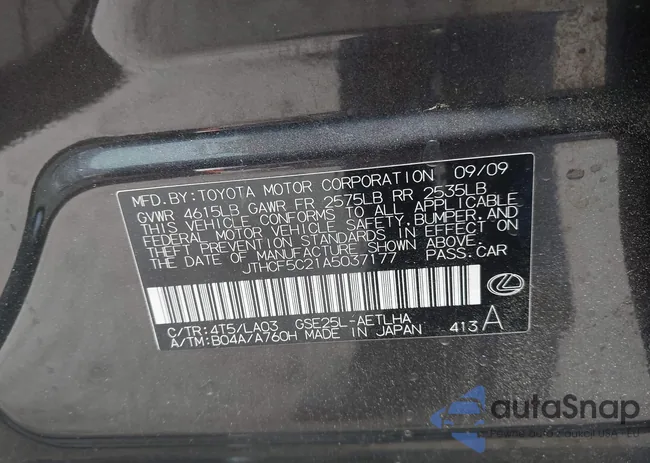 MFD.BY:TOYOTA MOTOR CORPORATION 09/09
GVWR 4615LB GAWR FR 2575LB RR 2535LB
THIS VEHICLE CONFORMS TO ALL APPLICABLE
FEDERAL MOTOR VEHICLE SAFETY,BUMPER,AND
THEFT PREVENTION STANDARDS IN EFFECT ON
THE DATE OF MANUFACTURE SHOWN ABOVE.
JTHCF5C21A5037177 PASS.CAR
C/TR:4T5/LA03 GSE25L-AETLHA
A/TM:B04A/A760H MADE IN JAPAN 413 A
autoSnap